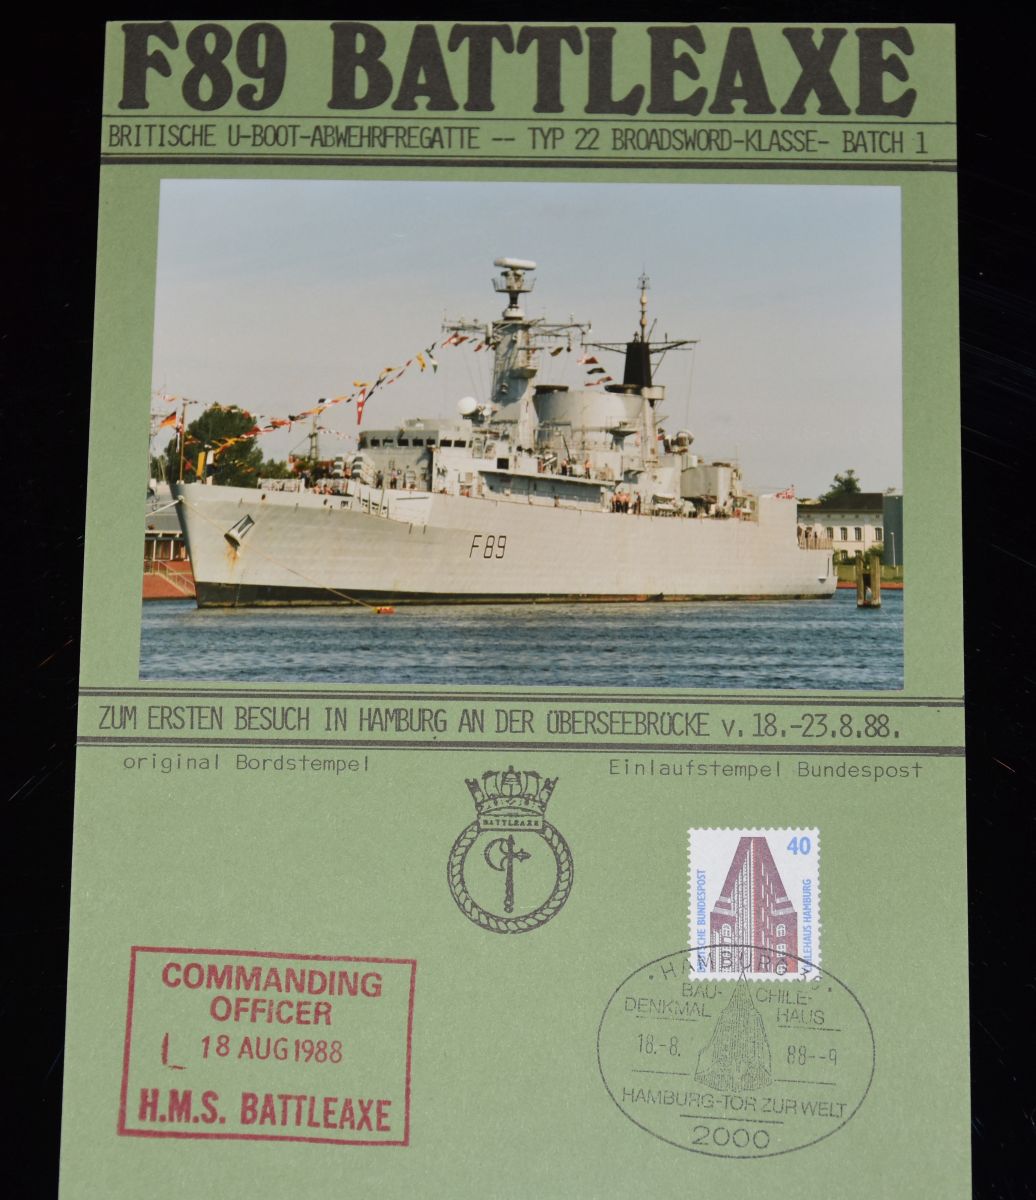 F89 BATTLEAXE
BRITISCHE U-BOOT-ABWEHRFREGATTE -- TYP 22 BROADSWORD-KLASSE- BATCH 1
F89
ZUM ERSTEN BESUCH IN HAMBURG AN DER ÜBERSEEBRÜCKE v. 18.-23.8.88.
original Bordstempel
Einlaufstempel Bundespost
BATTLEAXE
40
DEUTSCHE BUNDESPOST
CHILEHAUS HAMBURG
COMMANDING
OFFICER
18 AUG 1988
H.M.S. BATTLEAXE
HAMBURG
BAU-
DENKMAL
CHILE-
HAUS
18.-8.
88--9
HAMBURG-TOR ZUR WELT
2000